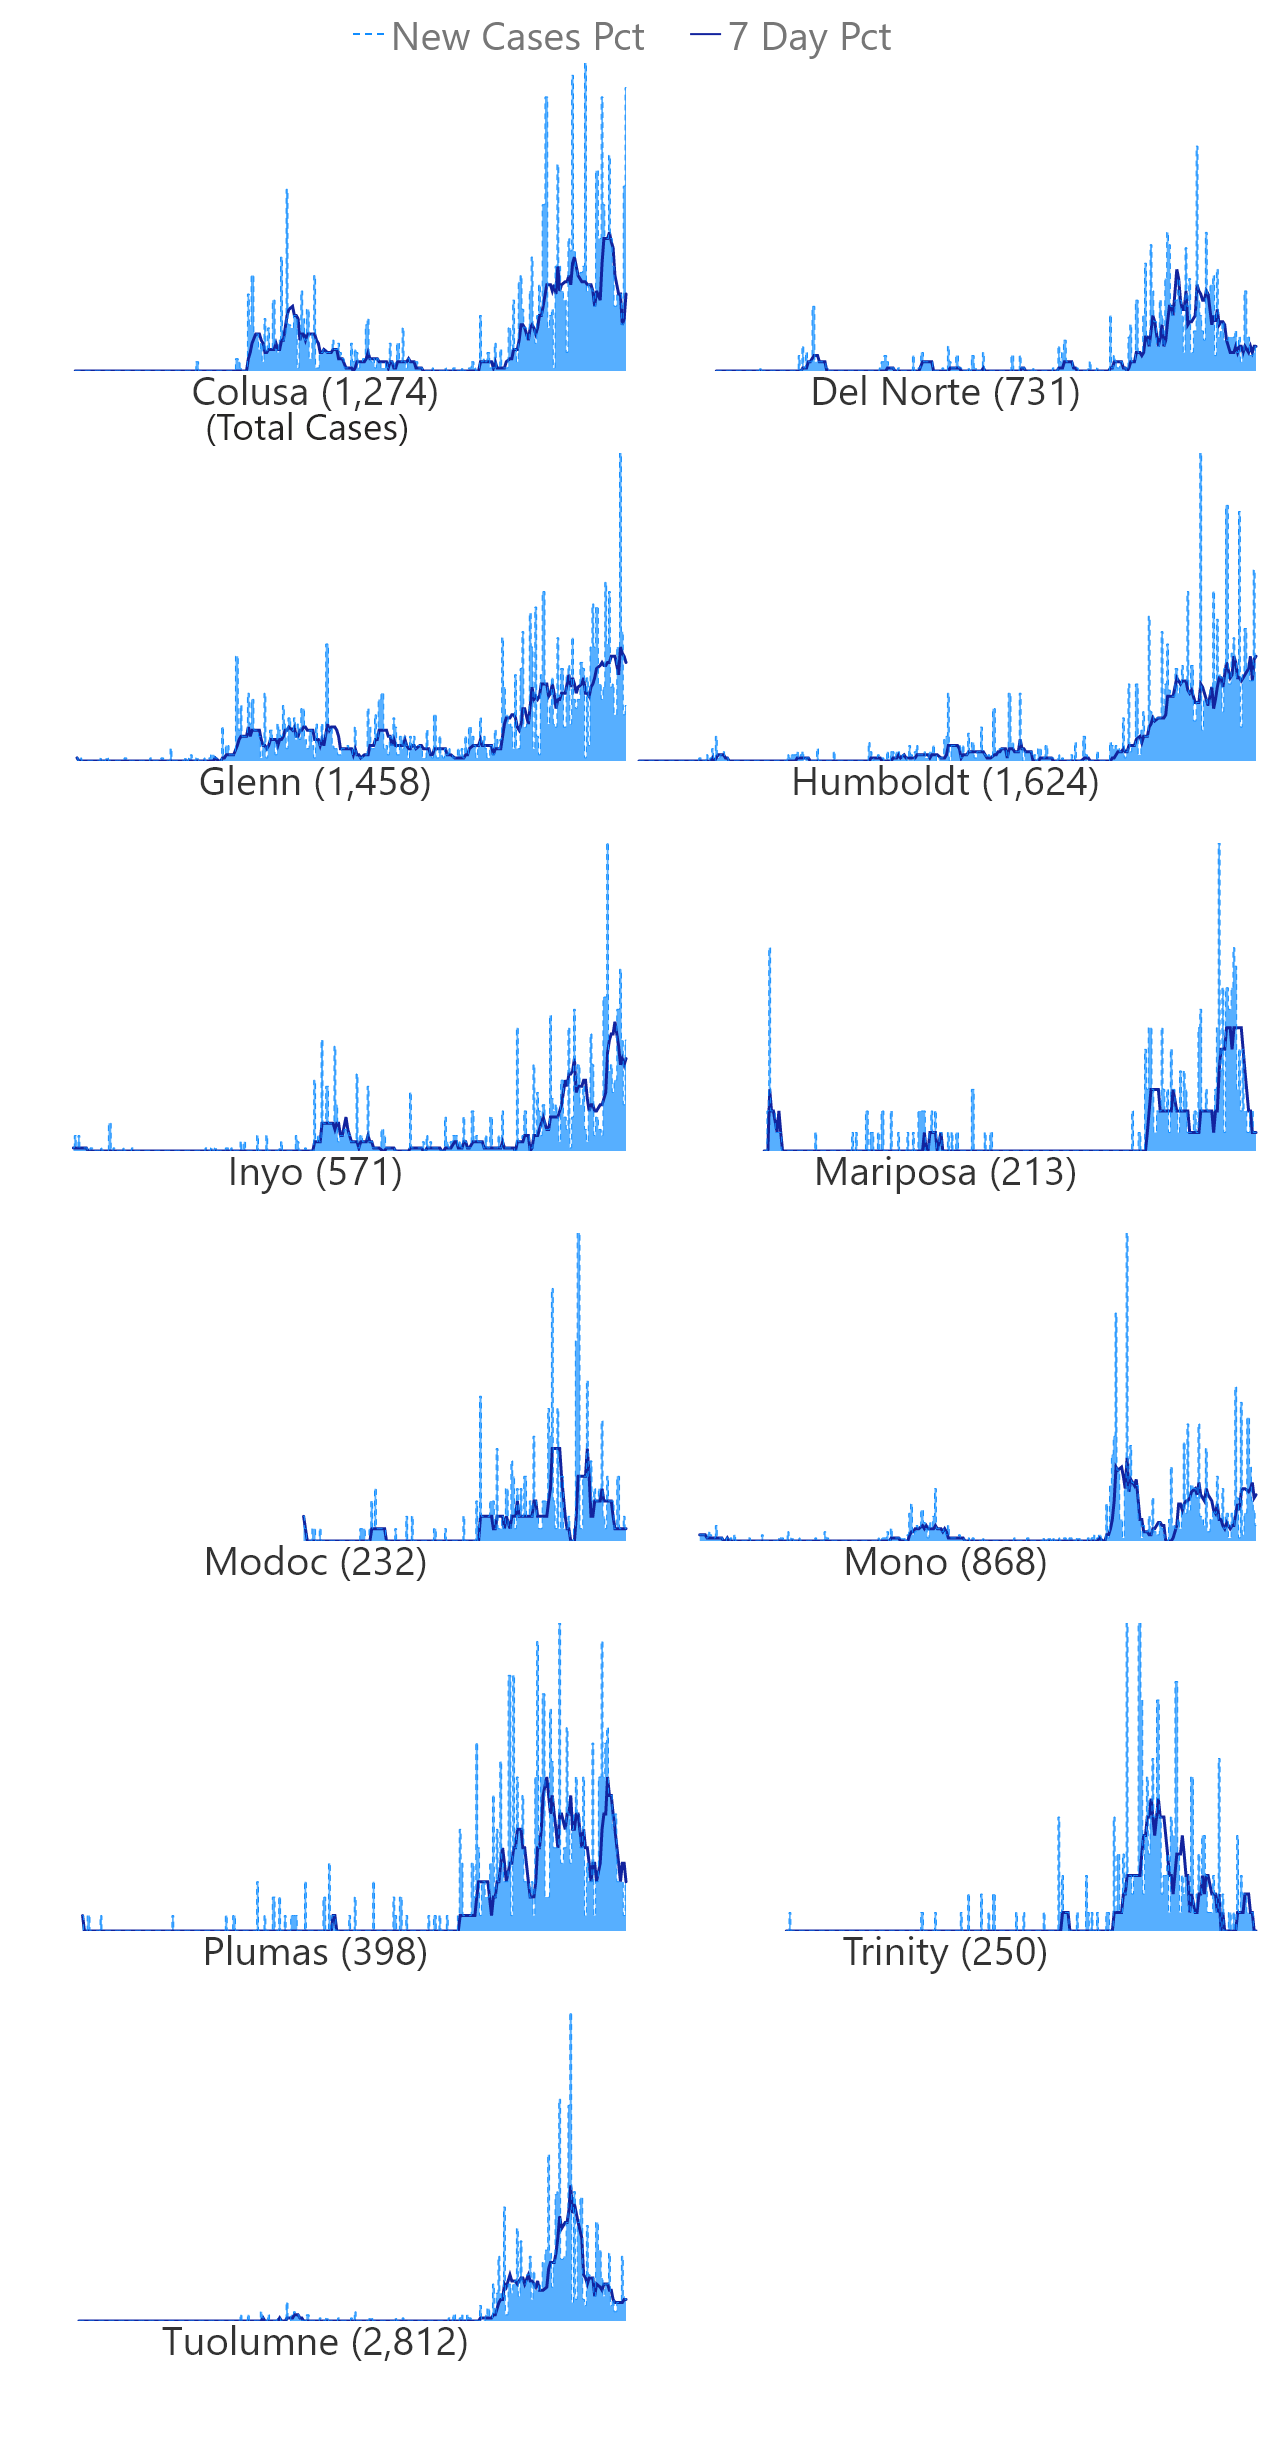 New Cases Pct 7 Day Pct
Colusa (1,274)
(Total Cases)
Del Norte (731)
Glenn (1,458)
Humboldt (1,624)
Inyo (571)
Mariposa (213)
Modoc (232)
Mono (868)
Plumas (398)
Trinity (250)
Tuolumne (2,812)